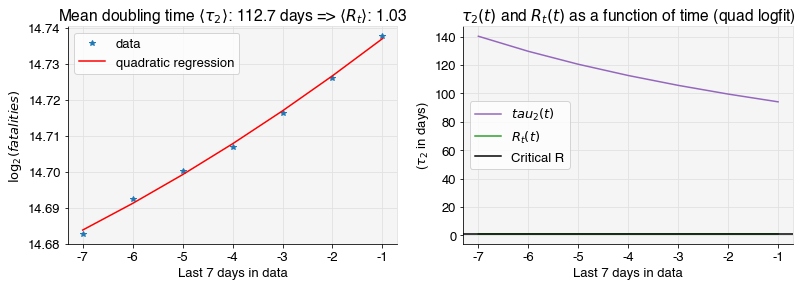 Mean doubling time ⟨τ₂⟩: 112.7 days => ⟨Rₜ⟩: 1.03
14.74
14.73
14.72
14.71
14.70
14.69
14.68
log₂(fatalities)
data
quadratic regression
-7 -6 -5 -4 -3 -2 -1
Last 7 days in data
τ₂(t) and Rₜ(t) as a function of time (quad logfit)
140
120
100
80
60
40
20
0
(τ₂ in days)
tau₂(t)
Rₜ(t)
Critical R
-7 -6 -5 -4 -3 -2 -1
Last 7 days in data